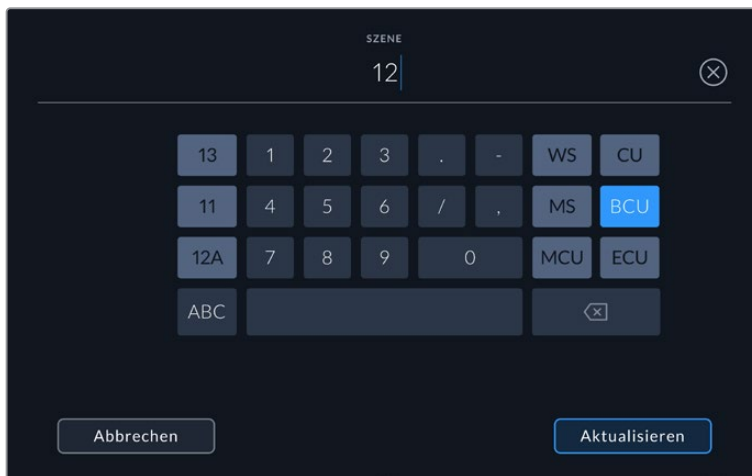 SZENE
12
13 1 2 3 . - WS CU
11 4 5 6 / , MS BCU
12A 7 8 9 0 MCU ECU
ABC
Abbrechen Aktualisieren